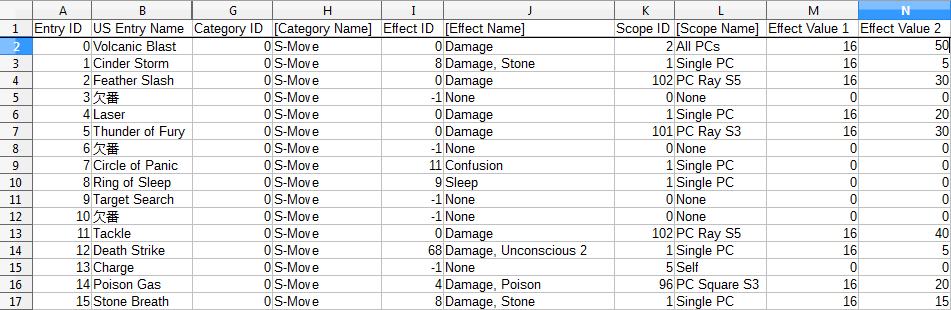 A B G H I J K L M N
1 Entry ID US Entry Name Category ID [Category Name] Effect ID [Effect Name] Scope ID [Scope Name] Effect Value 1 Effect Value 2
2 0 Volcanic Blast 0 S-Move 0 Damage 2 All PCs 16 50
3 1 Cinder Storm 0 S-Move 8 Damage, Stone 1 Single PC 16 5
4 2 Feather Slash 0 S-Move 0 Damage 102 PC Ray S5 16 30
5 3 欠番 0 S-Move -1 None 0 None 0 0
6 4 Laser 0 S-Move 0 Damage 1 Single PC 16 20
7 5 Thunder of Fury 0 S-Move 0 Damage 101 PC Ray S3 16 30
8 6 欠番 0 S-Move -1 None 0 None 0 0
9 7 Circle of Panic 0 S-Move 11 Confusion 1 Single PC 16 0
10 8 Ring of Sleep 0 S-Move 9 Sleep 1 Single PC 16 0
11 9 Target Search 0 S-Move -1 None 0 None 0 0
12 10 欠番 0 S-Move -1 None 0 None 0 0
13 11 Tackle 0 S-Move 0 Damage 102 PC Ray S5 16 40
14 12 Death Strike 0 S-Move 68 Damage, Unconscious 2 1 Single PC 16 5
15 13 Charge 0 S-Move -1 None 5 Self 0 0
16 14 Poison Gas 0 S-Move 4 Damage, Poison 96 PC Square S3 16 20
17 15 Stone Breath 0 S-Move 8 Damage, Stone 1 Single PC 16 15